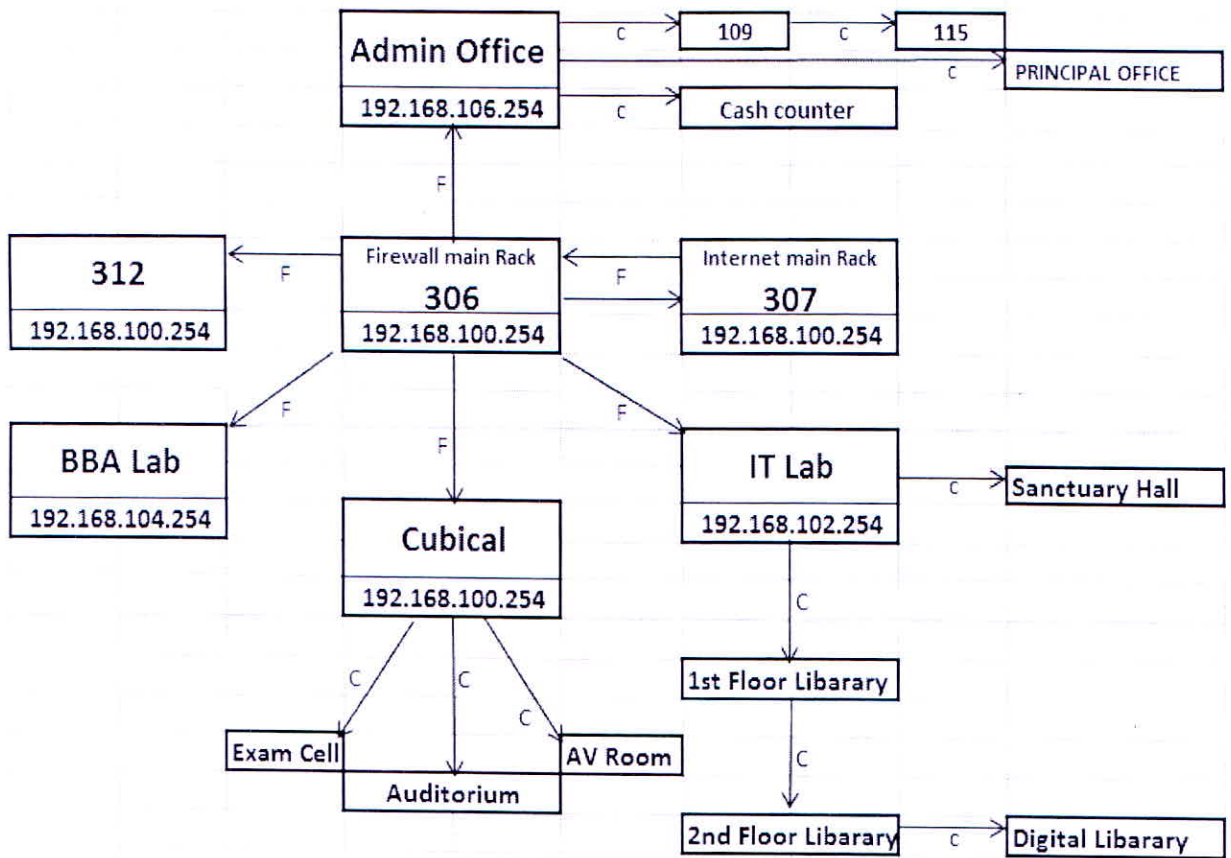 C
109
C
115
Admin Office
C
PRINCIPAL OFFICE
192.168.106.254
C
Cash counter
F
312
192.168.100.254
F
Firewall main Rack
306
192.168.100.254
F
Internet main Rack
307
192.168.100.254
F
F
F
BBA Lab
192.168.104.254
Cubical
192.168.100.254
IT Lab
192.168.102.254
C
Sanctuary Hall
C
C
C
C
1st Floor Libarary
Exam Cell
Auditorium
AV Room
C
2nd Floor Libarary
C
Digital Libarary